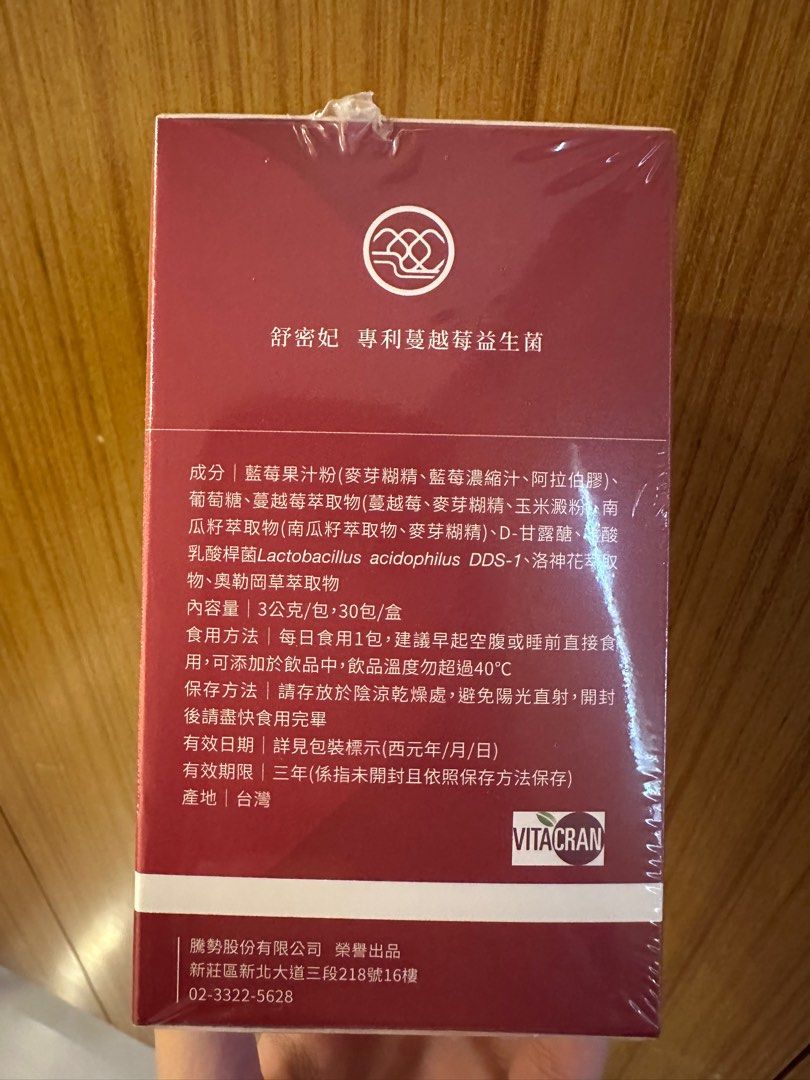 舒密妃 專利蔓越莓益生菌
成分｜藍莓果汁粉(麥芽糊精、藍莓濃縮汁、阿拉伯膠)、
葡萄糖、蔓越莓萃取物(蔓越莓、麥芽糊精、玉米澱粉)、南
瓜籽萃取物(南瓜籽萃取物、麥芽糊精)、D-甘露醣、酸
乳酸桿菌Lactobacillus acidophilus DDS-1、洛神花萃取
物、奧勒岡草萃取物
內容量｜3公克/包,30包/盒
食用方法｜每日食用1包,建議早起空腹或睡前直接食
用,可添加於飲品中,飲品溫度勿超過40℃
保存方法｜請存放於陰涼乾燥處,避免陽光直射,開封
後請盡快食用完畢
有效日期｜詳見包裝標示(西元年/月/日)
有效期限｜三年(係指未開封且依照保存方法保存)
產地｜台灣
VITACRAN
騰勢股份有限公司 榮譽出品
新莊區新北大道三段218號16樓
02-3322-5628